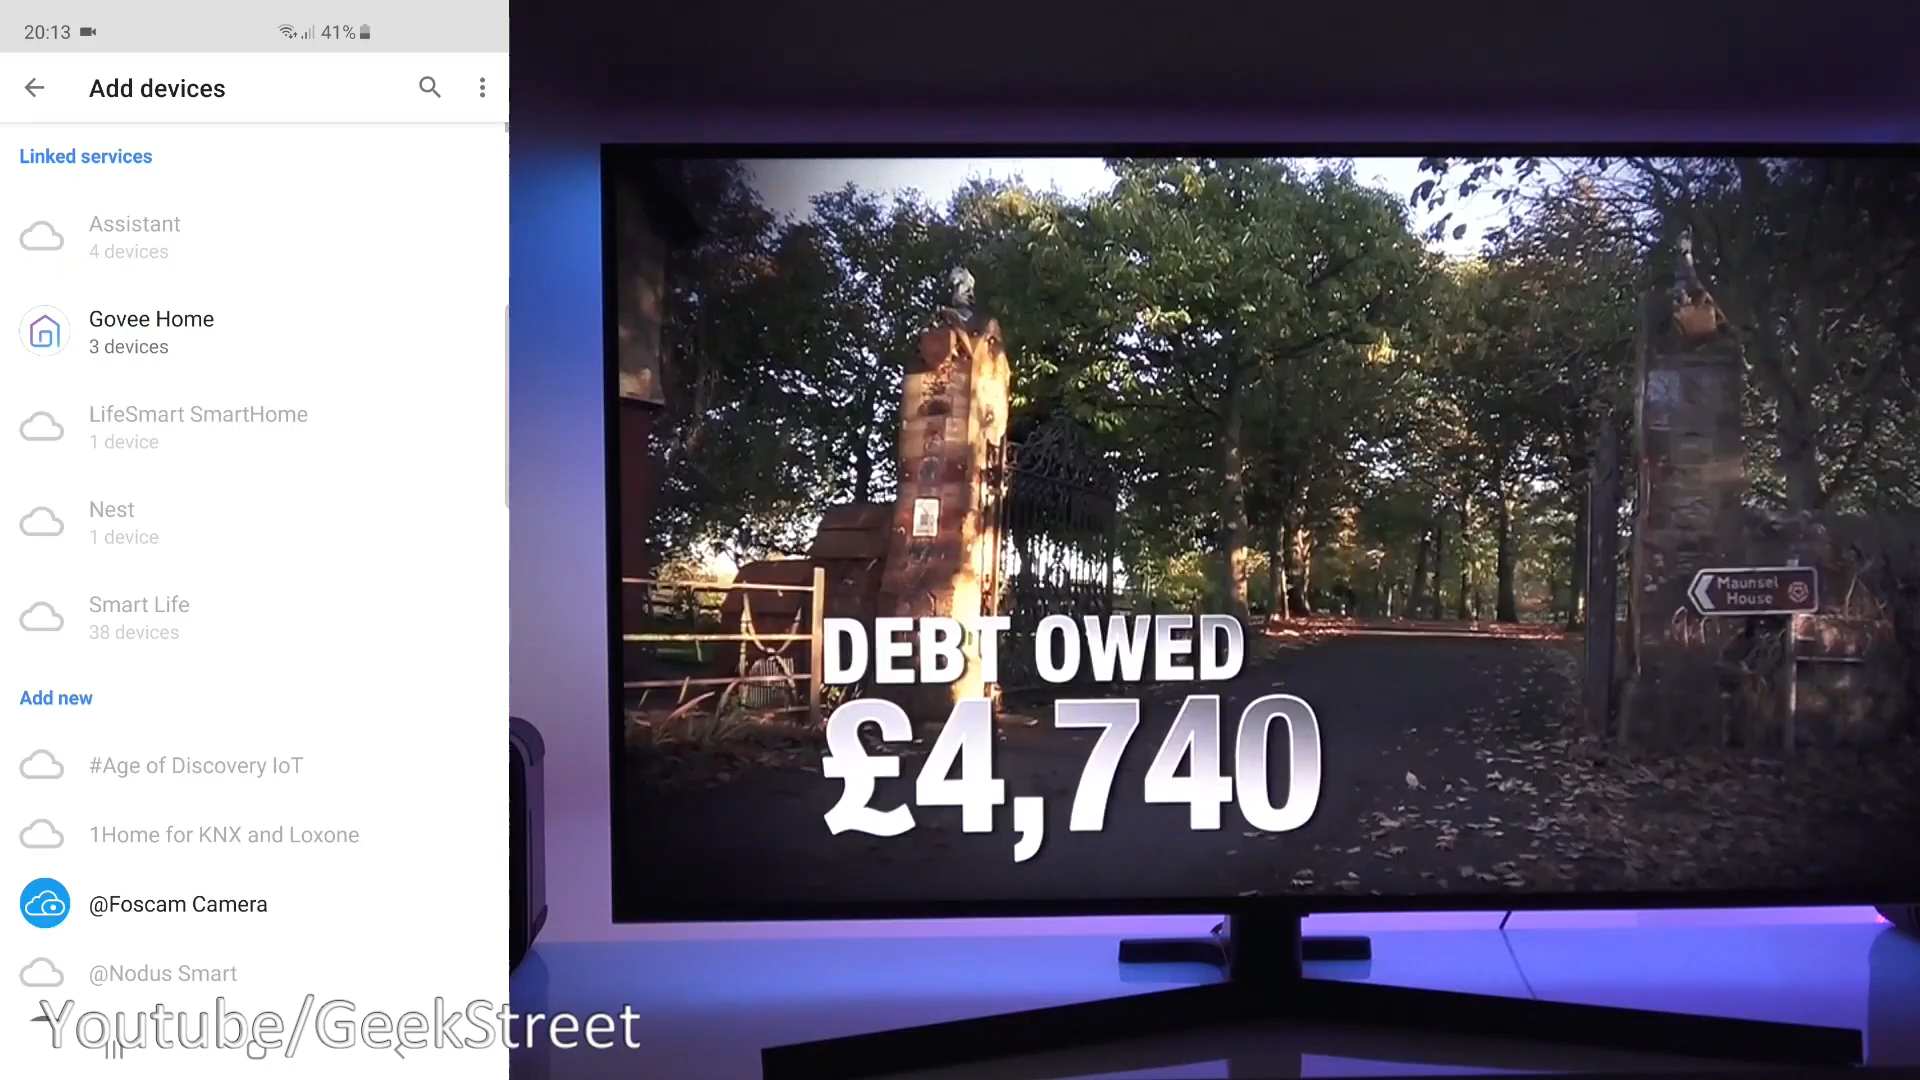 20:13
41%
Add devices
Linked services
Assistant
4 devices
Govee Home
3 devices
LifeSmart SmartHome
1 device
Nest
1 device
Smart Life
38 devices
Add new
#Age of Discovery IoT
1Home for KNX and Loxone
@Foscam Camera
@Nodus Smart
Youtube/GeekStreet
Maunsel
House
DEBT OWED
£4,740